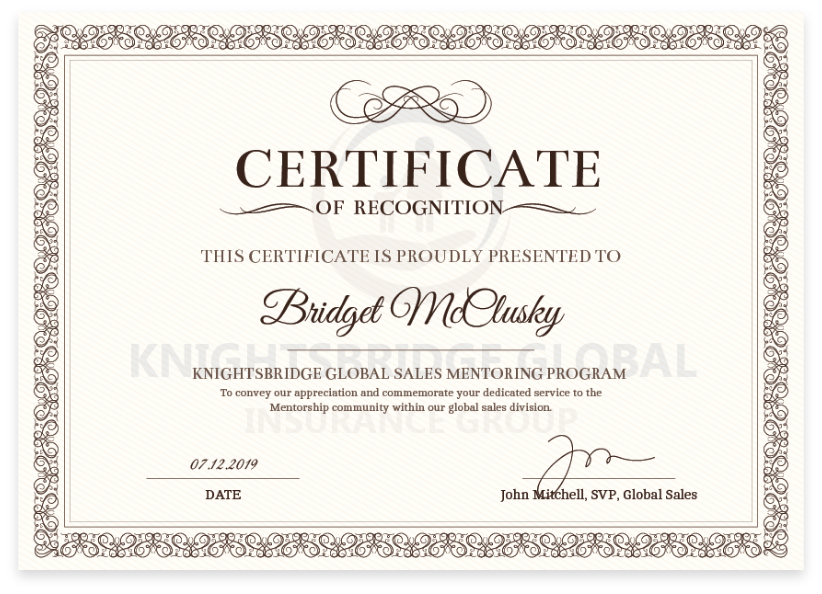 CERTIFICATE
OF RECOGNITION
THIS CERTIFICATE IS PROUDLY PRESENTED TO
Bridget McClusky
KNIGHTSBRIDGE GLOBAL
KNIGHTSBRIDGE GLOBAL SALES MENTORING PROGRAM
To convey our appreciation and commemorate your dedicated service to the
Mentorship community within our global sales division.
INSURANCE GROUP
07.12.2019
DATE
John Mitchell, SVP, Global Sales